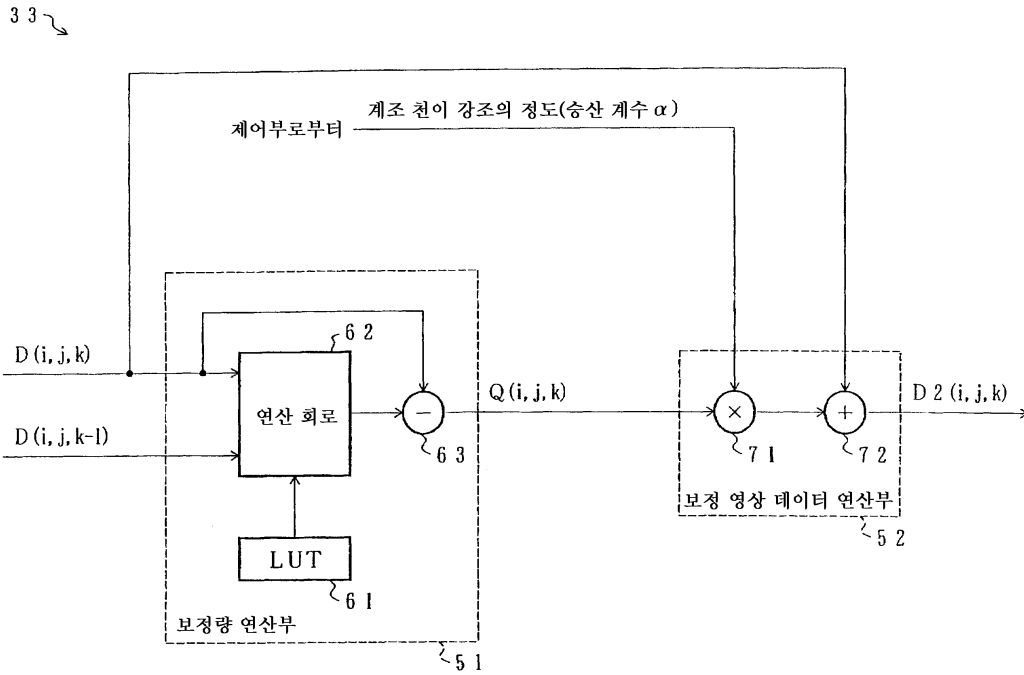 33
계조 천이 강조의 정도(승산 계수 α)
제어부로부터
62
D(i,j,k)
연산 회로
−
Q(i,j,k)
×
+
D2(i,j,k)
D(i,j,k-1)
63
71
72
보정 영상 데이터 연산부
52
LUT
61
보정량 연산부
51